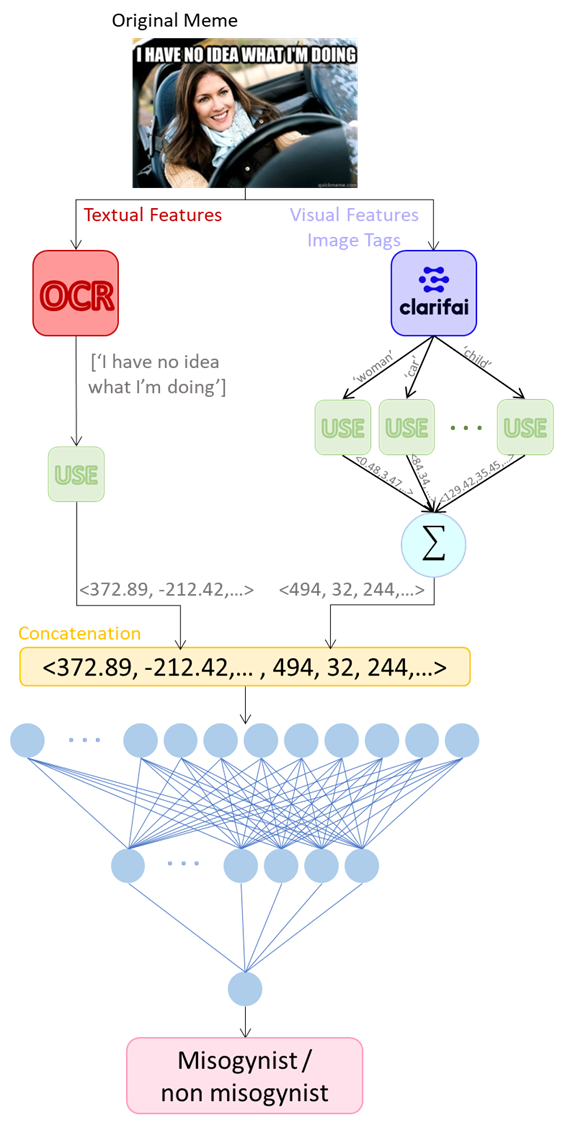 Original Meme
I HAVE NO IDEA WHAT I'M DOING
quickmeme.com
Textual Features
Visual Features
Image Tags
OCR
clarifai
['I have no idea
what I'm doing']
'woman'
'car'
'child'
USE
USE
USE
• • •
USE
<0.48,3.47,..>
<84.34,...>
<129.42,35.45,...>
Σ
<372.89, -212.42,...>
<494, 32, 244,...>
Concatenation
<372.89, -212.42,... , 494, 32, 244,...>
Misogynist /
non misogynist